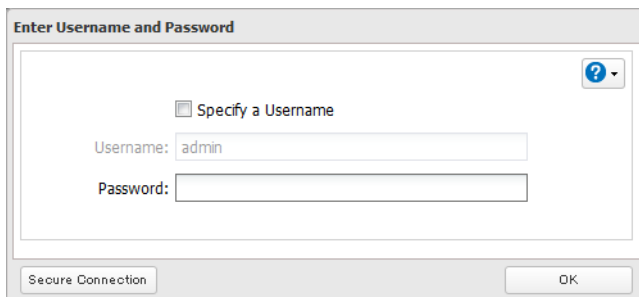 Enter Username and Password
?
Specify a Username
Username: admin
Password:
Secure Connection
OK